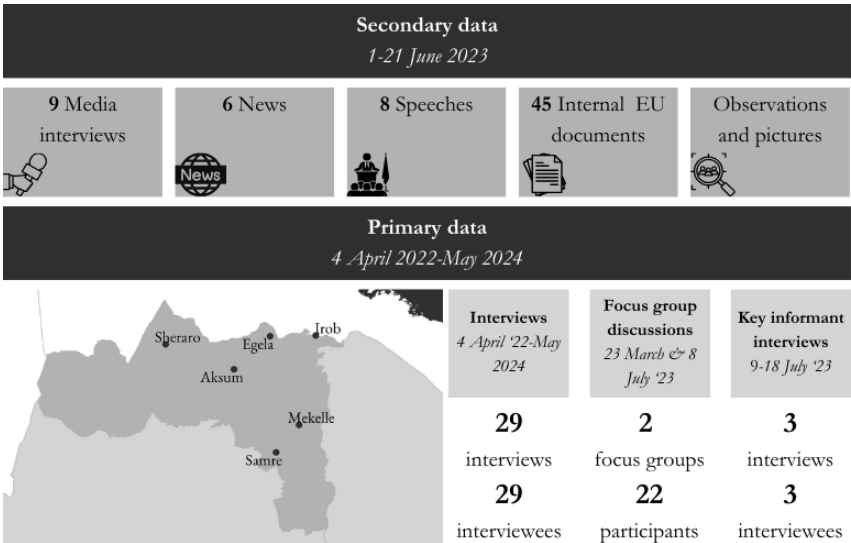 Secondary data
1-21 June 2023
9 Media
interviews
6 News
8 Speeches
45 Internal EU
documents
Observations
and pictures
News
Primary data
4 April 2022-May 2024
Sheraro
Egela
Irob
Aksum
Mekelle
Samre
Interviews
4 April ‘22-May
2024
29
interviews
29
interviewees
Focus group
discussions
23 March & 8
July ‘23
2
focus groups
22
participants
Key informant
interviews
9-18 July ‘23
3
interviews
3
interviewees